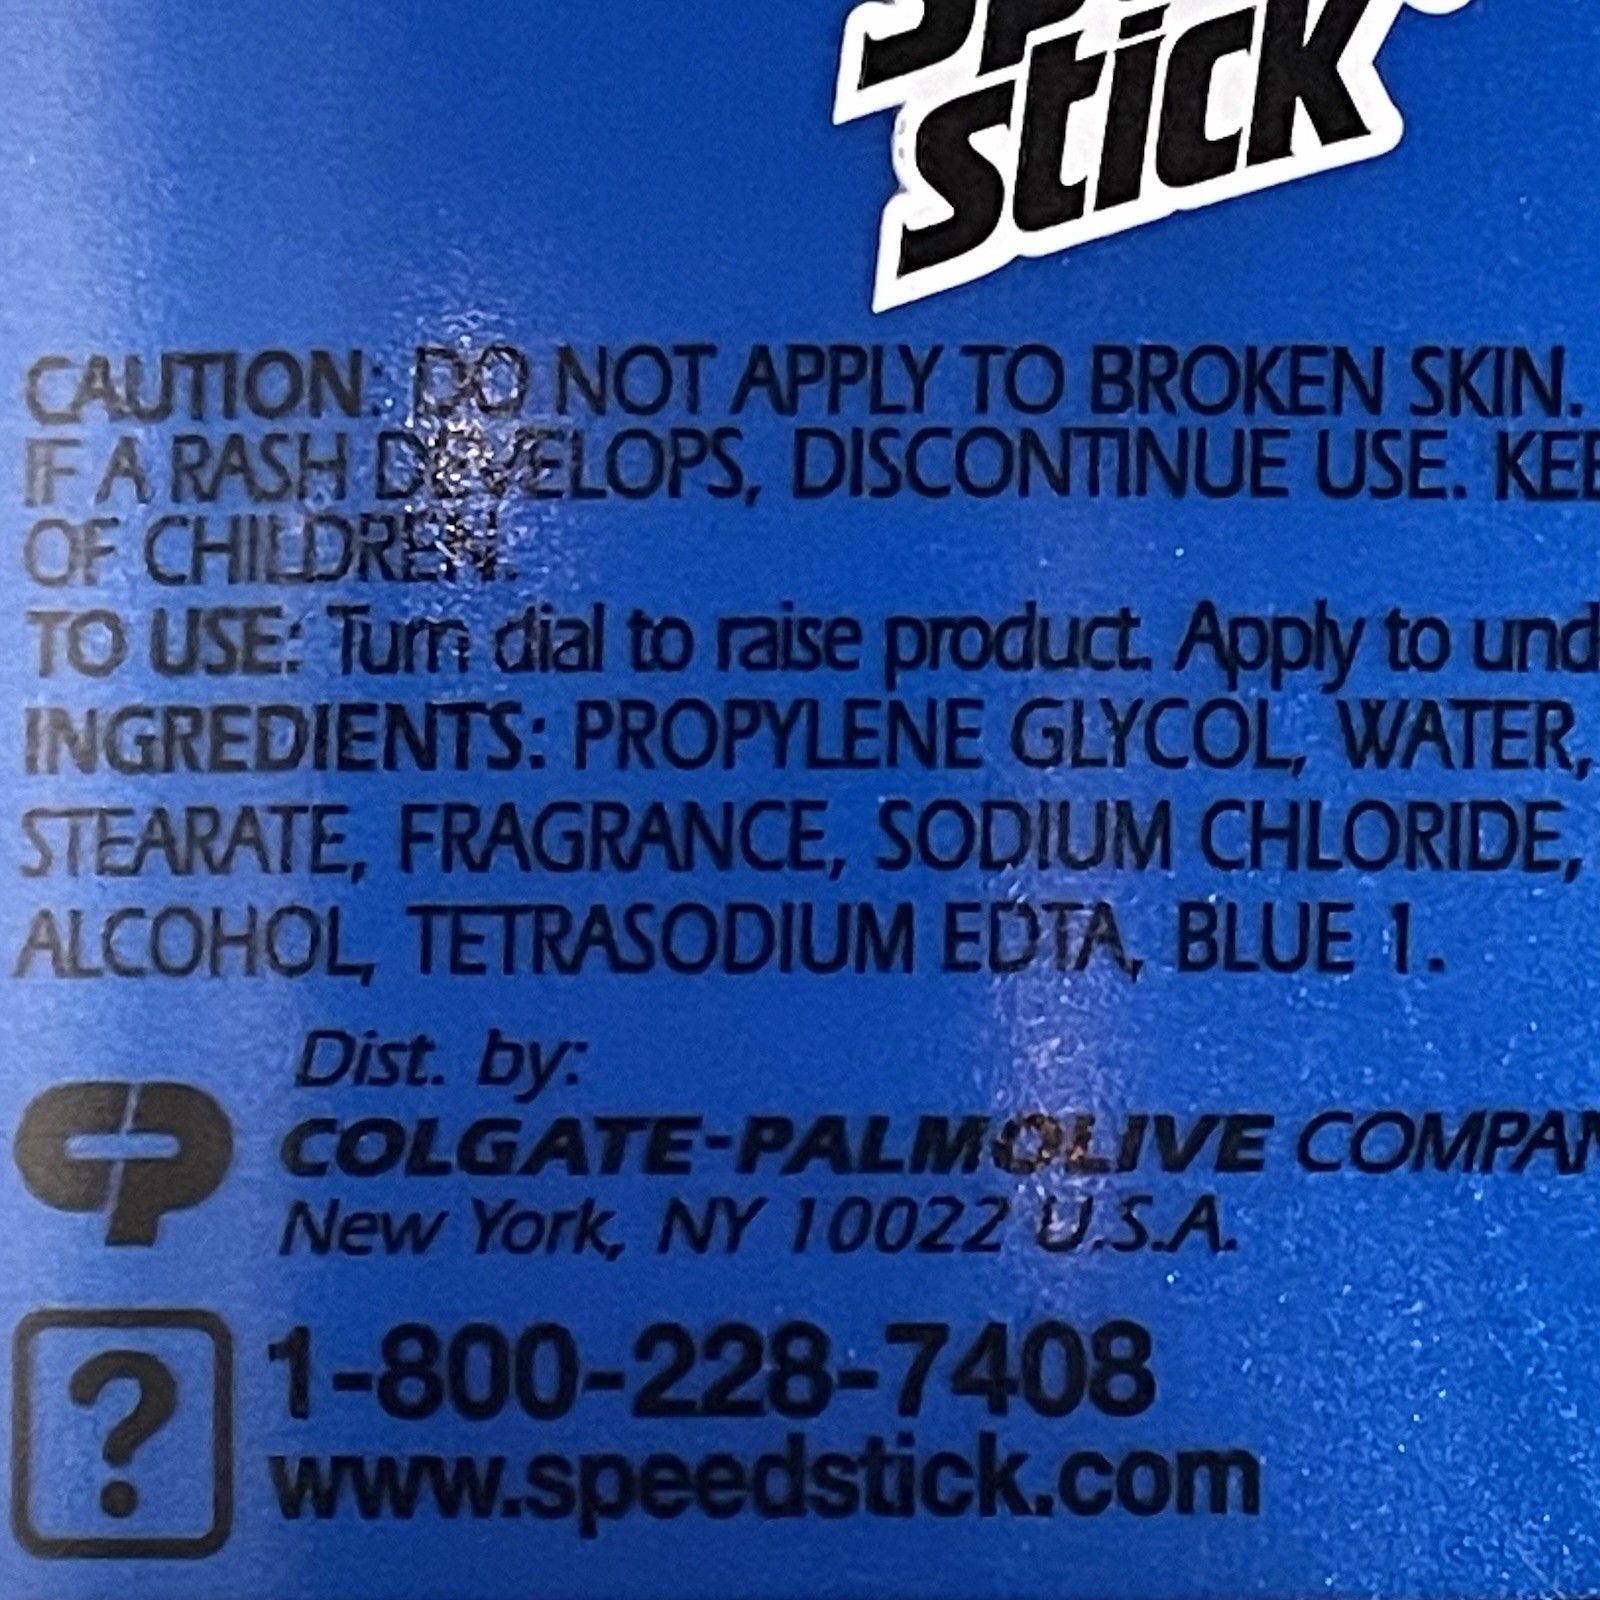 stick
CAUTION: DO NOT APPLY TO BROKEN SKIN.
IF A RASH DEVELOPS, DISCONTINUE USE.
OF CHILDREN.
TO USE: Turn dial to raise product. Apply to
INGREDIENTS: PROPYLENE GLYCOL, WATER,
STEARATE, FRAGRANCE, SODIUM CHLORIDE,
ALCOHOL, TETRASODIUM EDTA, BLUE 1.
Dist. by:
COLGATE-PALMOLIVE
New York, NY 10022 U.S.A.
?
1-800-228-7408
www.speedstick.com